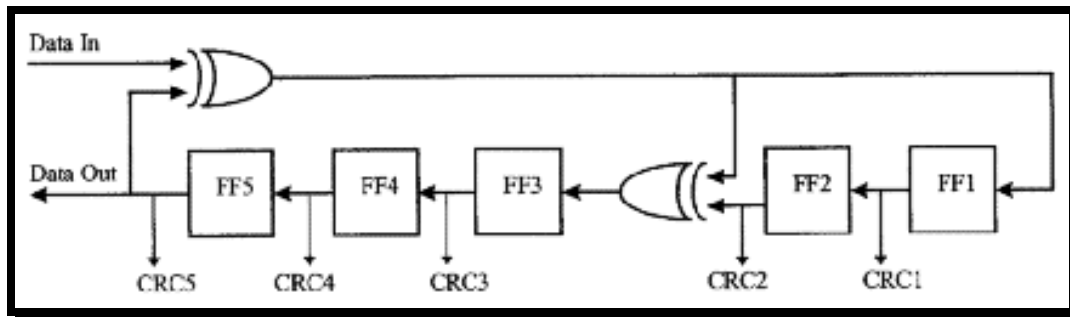 Data In
Data Out
FF5
FF4
FF3
FF2
FF1
CRC5
CRC4
CRC3
CRC2
CRC1